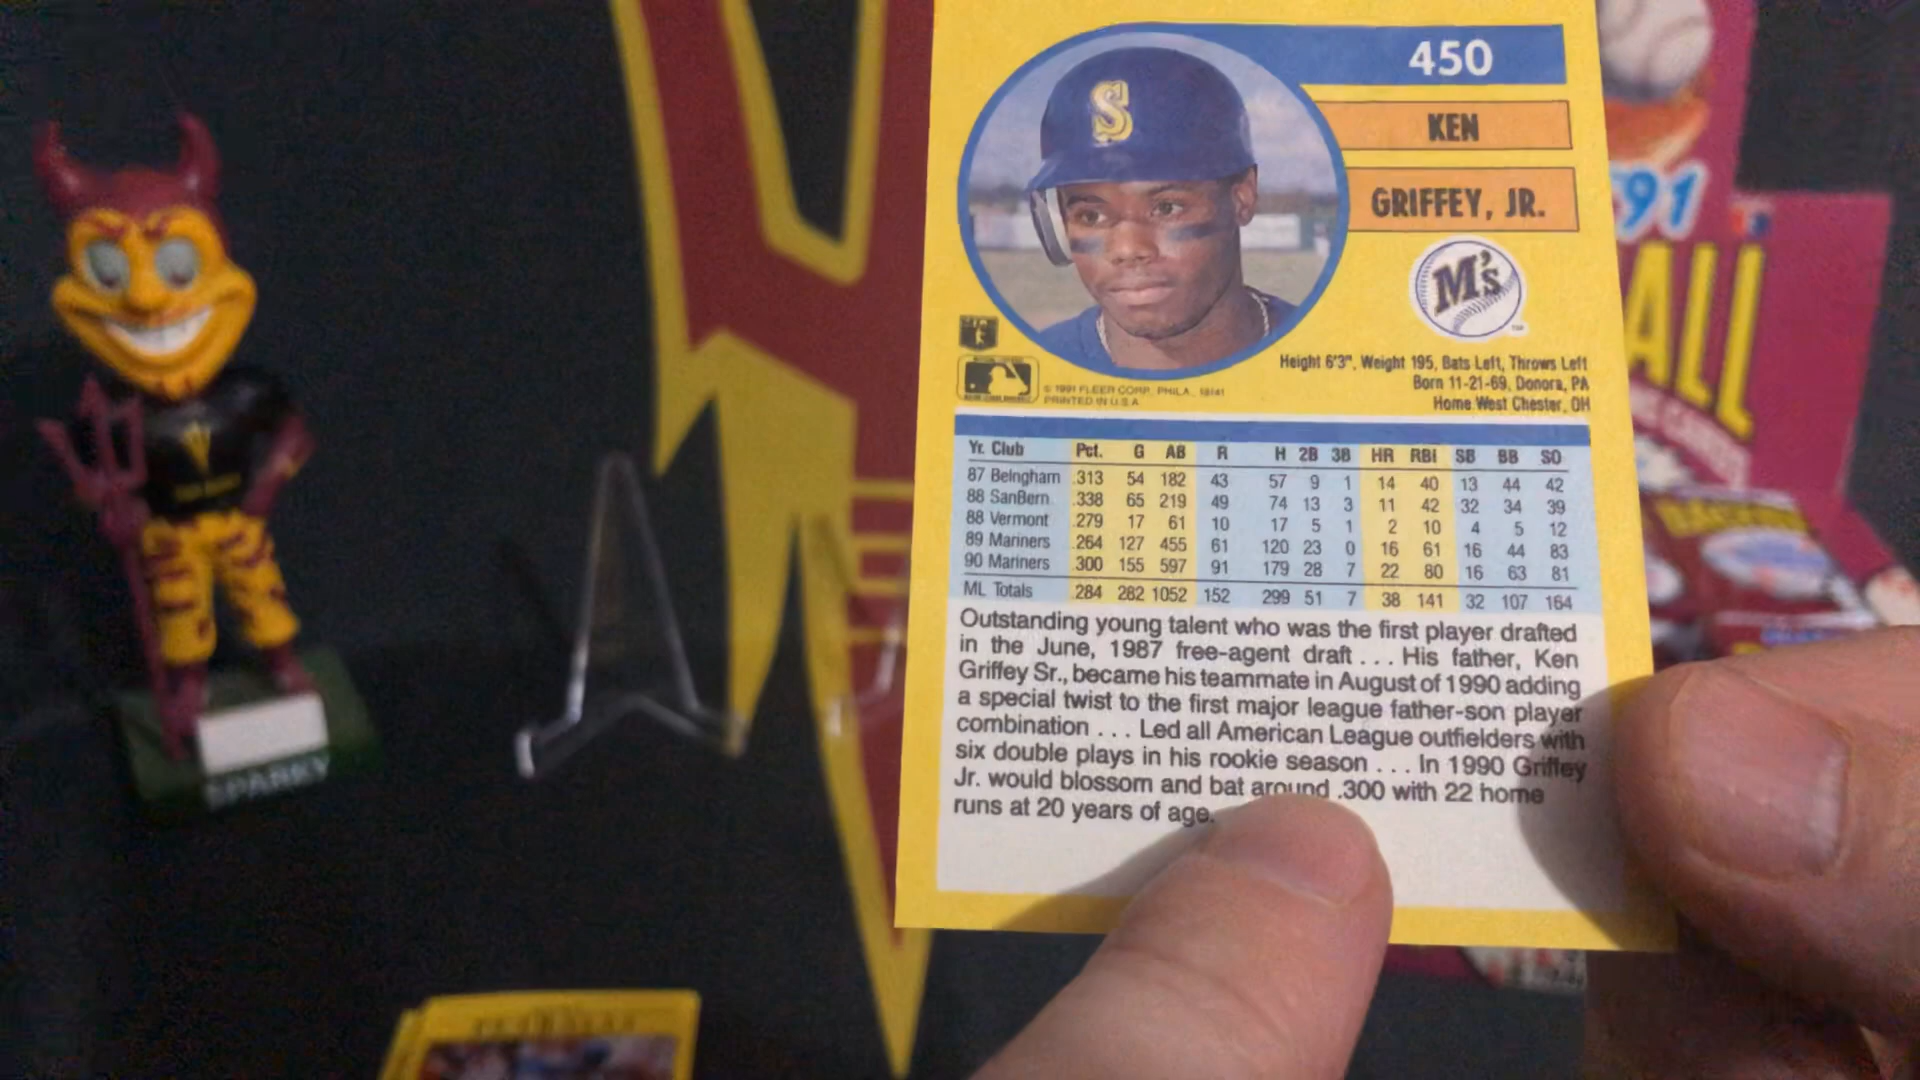 450
KEN
GRIFFEY, JR.
M's
TM
Height 6'3", Weight 195, Bats Left, Throws Left
Born 11-21-69, Donora, PA
Home West Chester, OH
© 1991 FLEER CORP. PHILA., 19141
PRINTED IN U.S.A.
Yr. Club Pct. G AB R H 2B 3B HR RBI SB BB SO
87 Belngham .313 54 182 43 57 9 1 14 40 13 44 42
88 SanBern .338 65 219 49 74 13 3 11 42 32 34 39
88 Vermont .279 17 61 10 17 5 1 2 10 4 5 12
89 Mariners .264 127 455 61 120 23 0 16 61 16 44 83
90 Mariners .300 155 597 91 179 28 7 22 80 16 63 81
ML Totals .284 282 1052 152 299 51 7 38 141 32 107 164
Outstanding young talent who was the first player drafted
in the June, 1987 free-agent draft . . . His father, Ken
Griffey Sr., became his teammate in August of 1990 adding
a special twist to the first major league father-son player
combination . . . Led all American League outfielders with
six double plays in his rookie season . . . In 1990 Griffey
Jr. would blossom and bat around .300 with 22 home
runs at 20 years of age.
S
'91
ALL
SPARKY